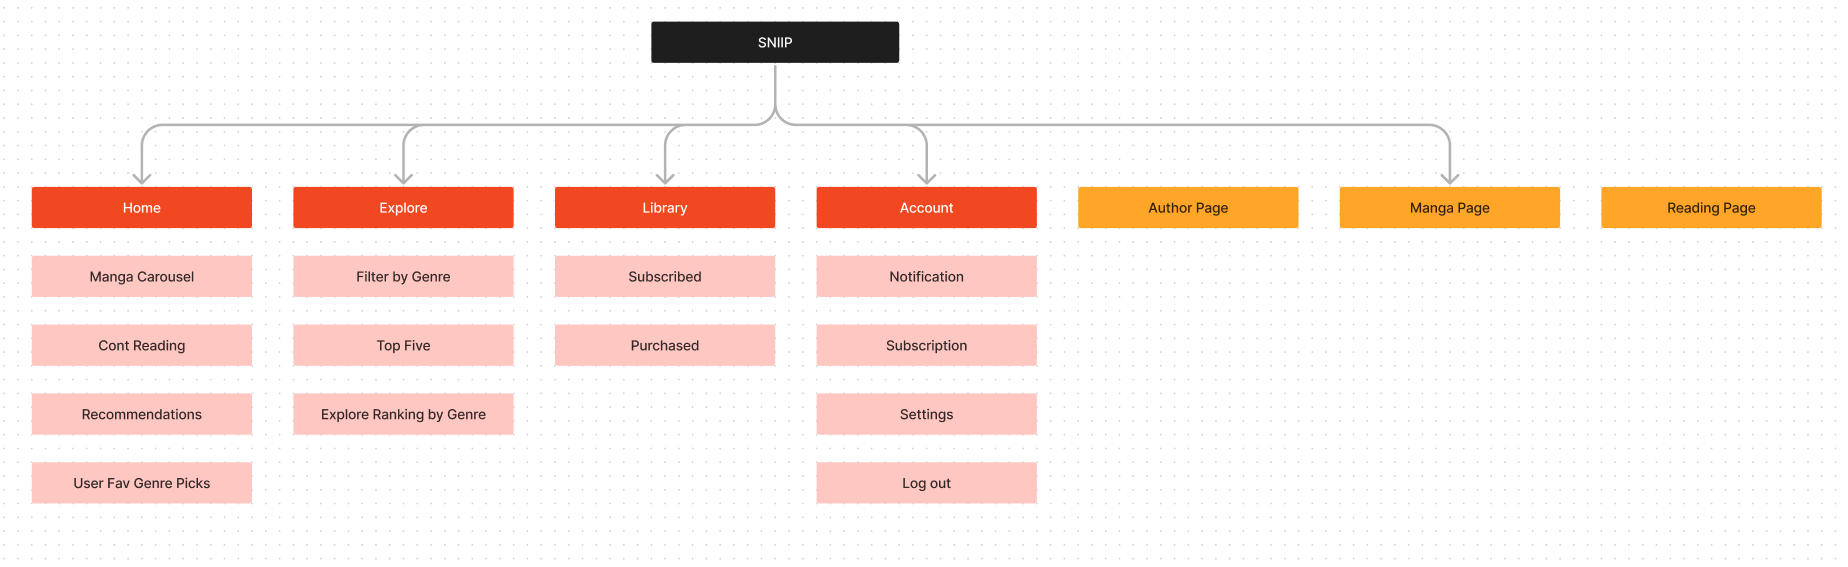 SNIIP
Home
Explore
Library
Account
Author Page
Manga Page
Reading Page
Manga Carousel
Filter by Genre
Subscribed
Notification
Cont Reading
Top Five
Purchased
Subscription
Recommendations
Explore Ranking by Genre
Settings
User Fav Genre Picks
Log out